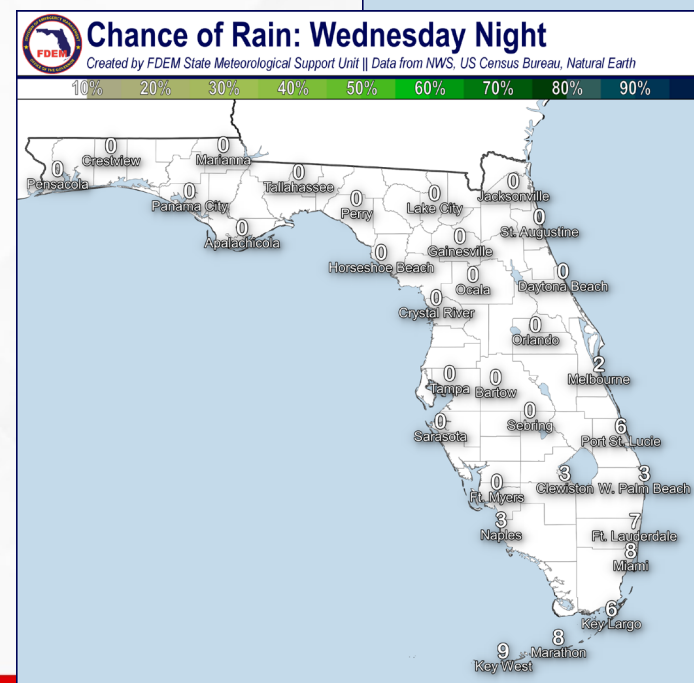 FDEM
Chance of Rain: Wednesday Night
Created by FDEM State Meteorological Support Unit || Data from NWS, US Census Bureau, Natural Earth
10% 20% 30% 40% 50% 60% 70% 80% 90%
0
Crestview
0
Marianna
0
Pensacola
0
Tallahassee
0
Jacksonville
0
Panama City
0
Perry
0
Lake City
0
St. Augustine
0
Apalachicola
0
Gainesville
0
Horseshoe Beach
0
Ocala
0
Daytona Beach
0
Crystal River
0
Orlando
2
Melbourne
0
Tampa
0
Bartow
0
Sebring
0
Sarasota
6
Port St. Lucie
0
Ft. Myers
3
Clewiston
3
W. Palm Beach
3
Naples
7
Ft. Lauderdale
8
Miami
6
Key Largo
8
Marathon
9
Key West